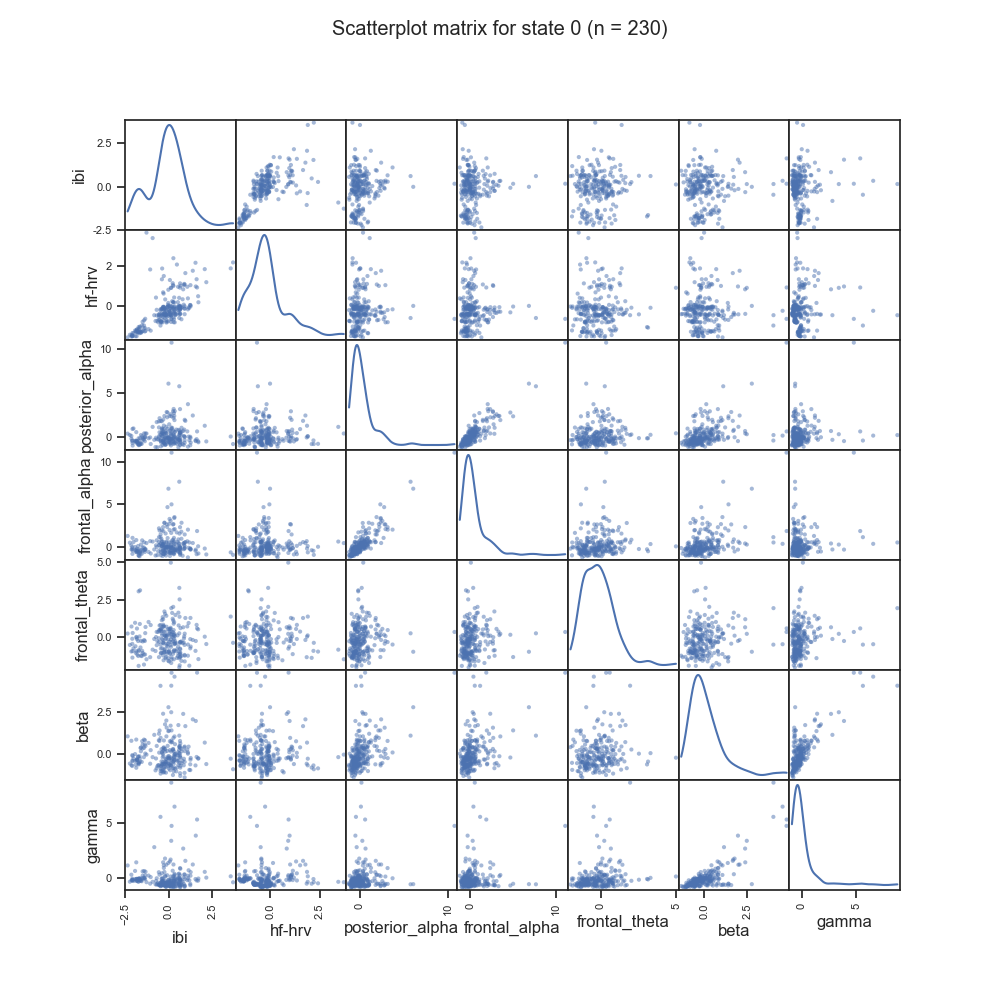 Scatterplot matrix for state 0 (n = 230)
ibi
2.5
0.0
−2.5
hf-hrv
2
0
posterior_alpha
10
5
0
frontal_alpha
10
5
0
frontal_theta
5.0
2.5
0.0
beta
2.5
0.0
gamma
5
0
−2.5 0.0 2.5 0.0 2.5 0 10 0 10 0 5 0.0 2.5 0 5
ibi hf-hrv posterior_alpha frontal_alpha frontal_theta beta gamma